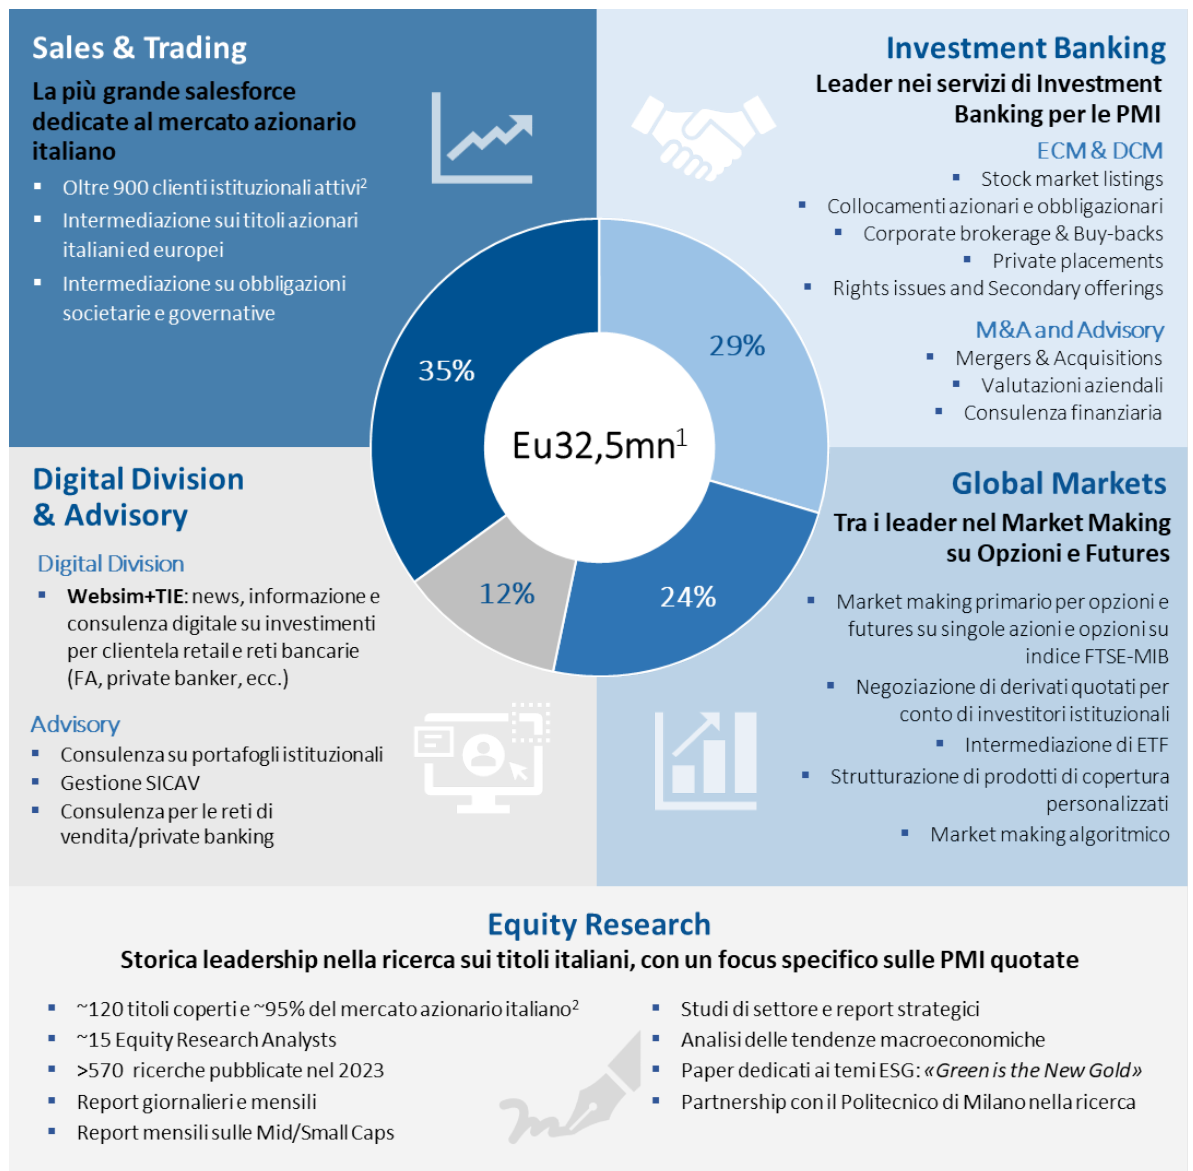 Sales & Trading
La più grande salesforce
dedicate al mercato azionario
italiano
▪ Oltre 900 clienti istituzionali attivi²
▪ Intermediazione sui titoli azionari
italiani ed europei
▪ Intermediazione su obbligazioni
societarie e governative
Investment Banking
Leader nei servizi di Investment
Banking per le PMI
ECM & DCM
▪ Stock market listings
▪ Collocamenti azionari e obbligazionari
▪ Corporate brokerage & Buy-backs
▪ Private placements
▪ Rights issues and Secondary offerings
M&A and Advisory
▪ Mergers & Acquisitions
▪ Valutazioni aziendali
▪ Consulenza finanziaria
35%
29%
Eu32,5mn¹
12%
24%
Digital Division
& Advisory
Digital Division
▪ Websim+TIE: news, informazione e
consulenza digitale su investimenti
per clientela retail e reti bancarie
(FA, private banker, ecc.)
Advisory
▪ Consulenza su portafogli istituzionali
▪ Gestione SICAV
▪ Consulenza per le reti di
vendita/private banking
Global Markets
Tra i leader nel Market Making
su Opzioni e Futures
▪ Market making primario per opzioni e
futures su singole azioni e opzioni su
indice FTSE-MIB
▪ Negoziazione di derivati quotati per
conto di investitori istituzionali
▪ Intermediazione di ETF
▪ Strutturazione di prodotti di copertura
personalizzati
▪ Market making algoritmico
Equity Research
Storica leadership nella ricerca sui titoli italiani, con un focus specifico sulle PMI quotate
▪ ~120 titoli coperti e ~95% del mercato azionario italiano²
▪ ~15 Equity Research Analysts
▪ >570 ricerche pubblicate nel 2023
▪ Report giornalieri e mensili
▪ Report mensili sulle Mid/Small Caps
▪ Studi di settore e report strategici
▪ Analisi delle tendenze macroeconomiche
▪ Paper dedicati ai temi ESG: «Green is the New Gold»
▪ Partnership con il Politecnico di Milano nella ricerca